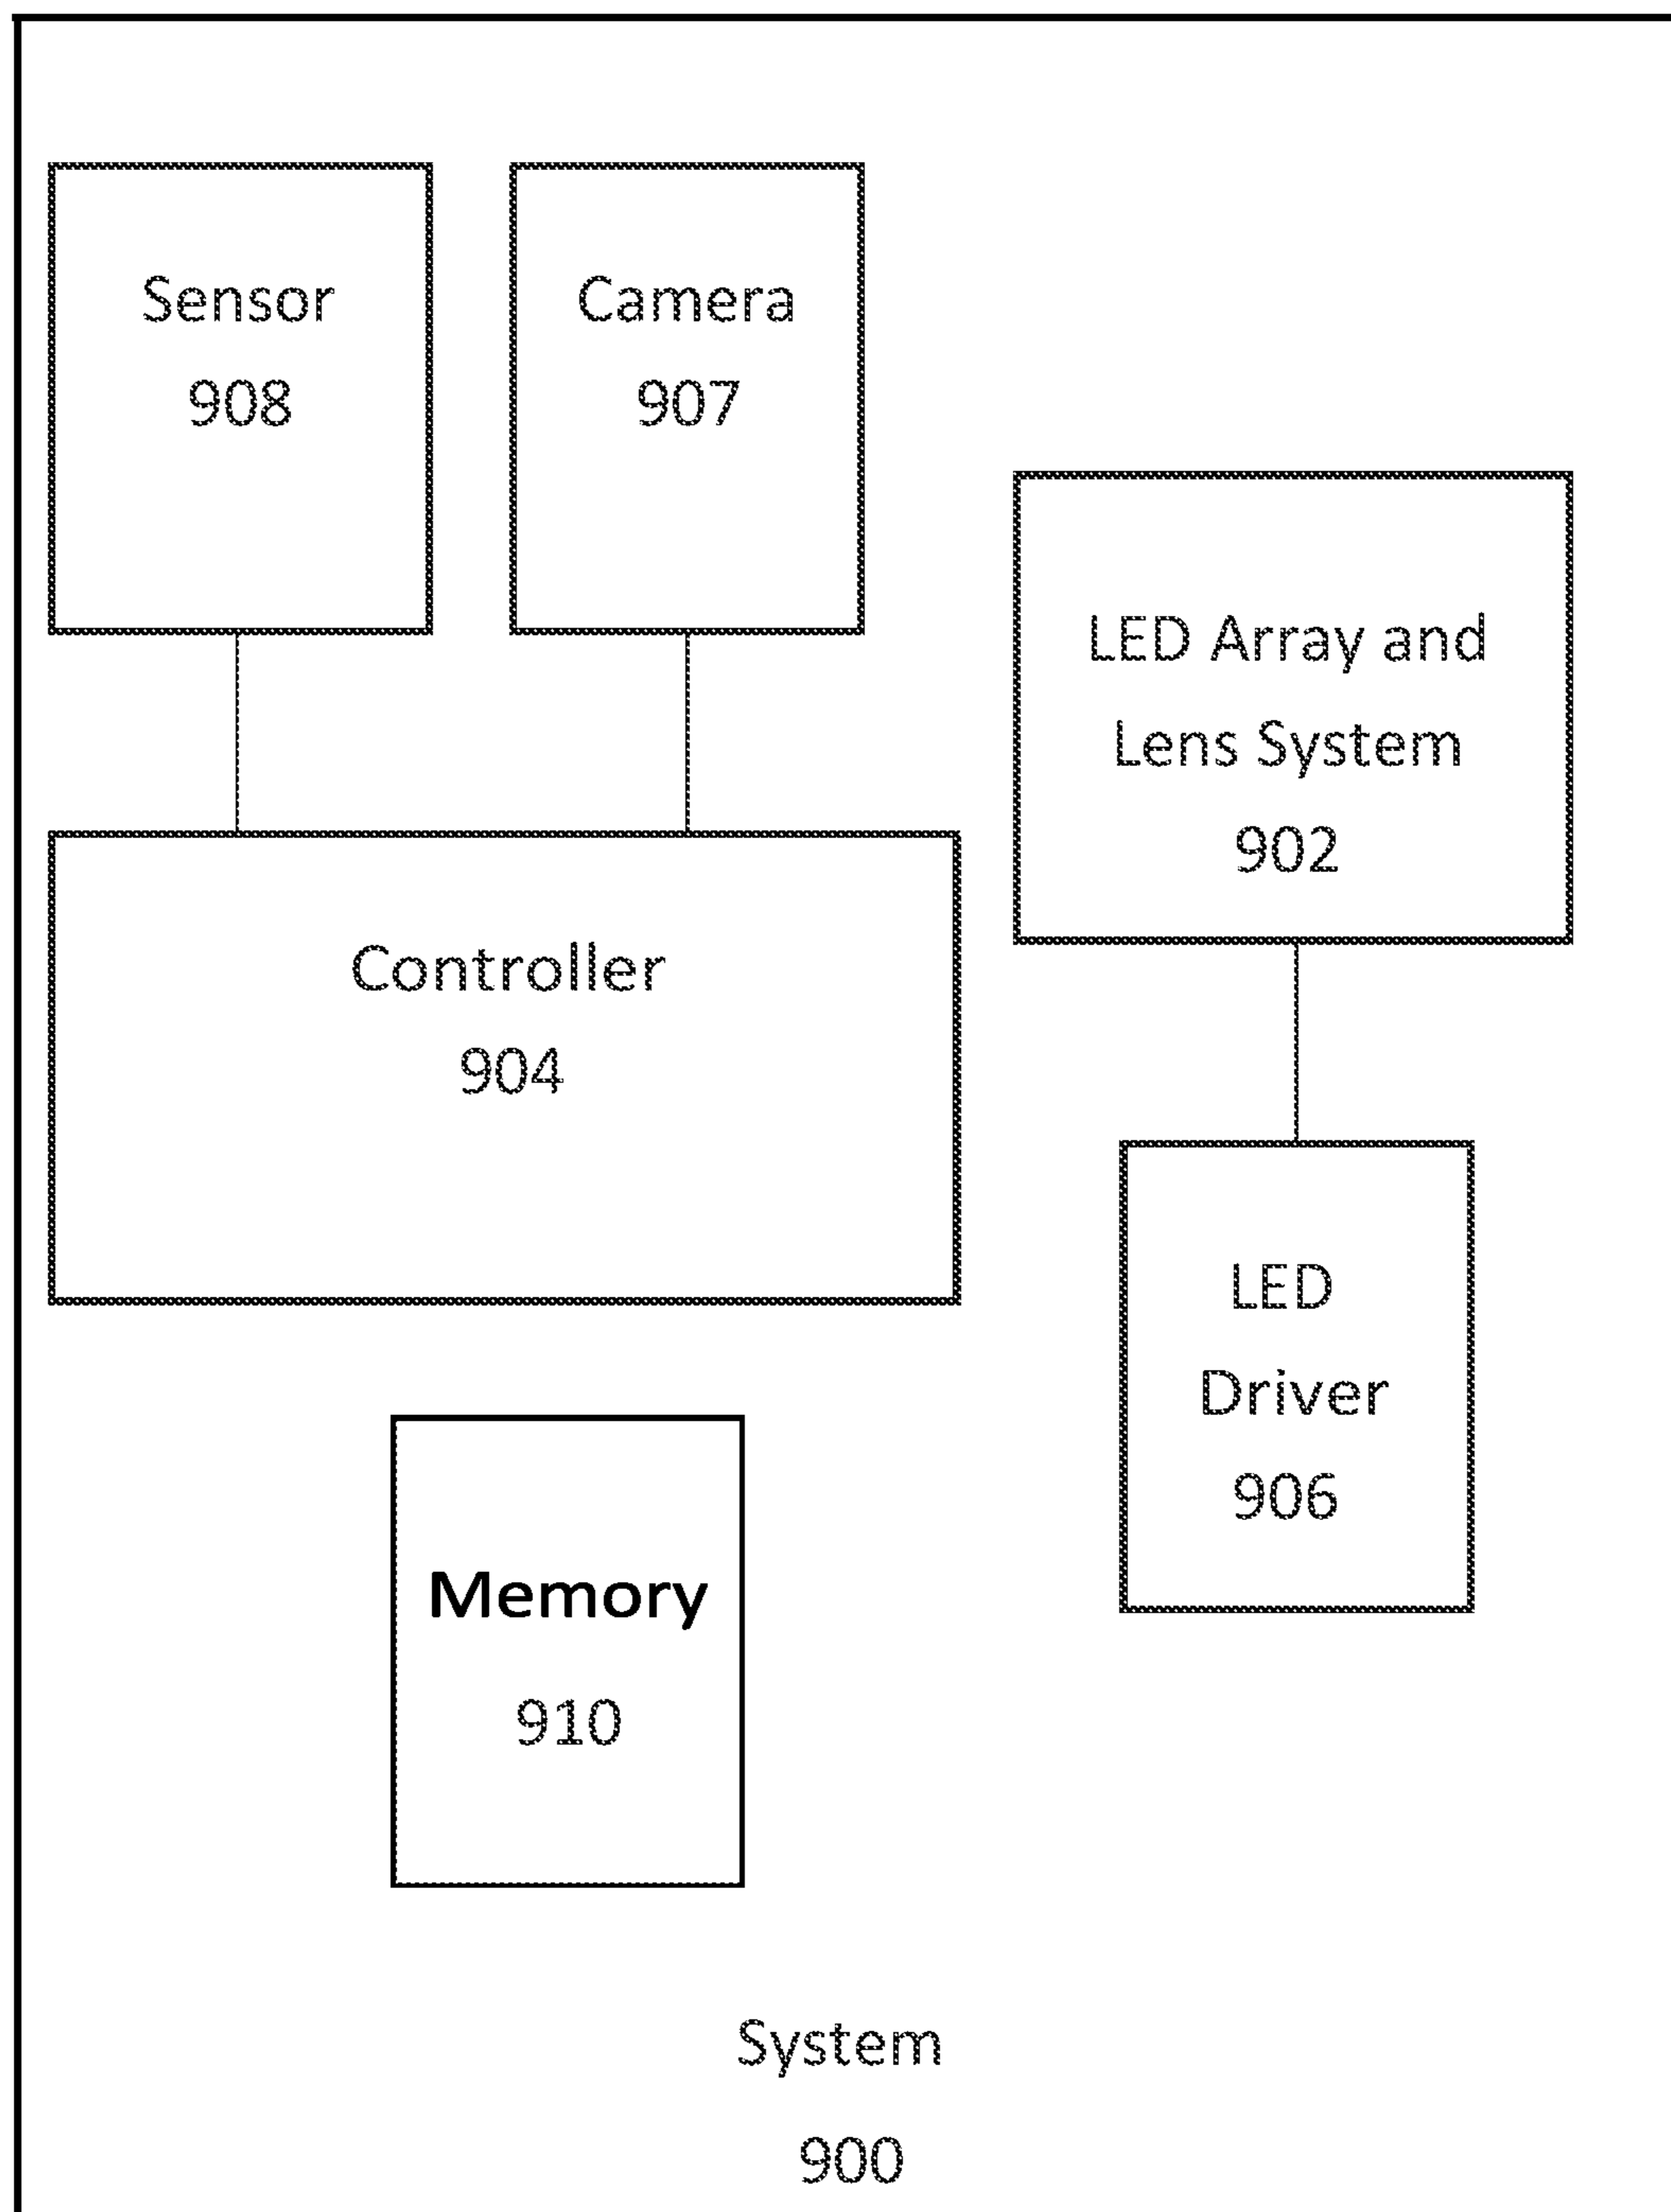 Sensor
908
Camera
907
LED Array and
Lens System
902
Controller
904
LED
Driver
906
Memory
910
System
900